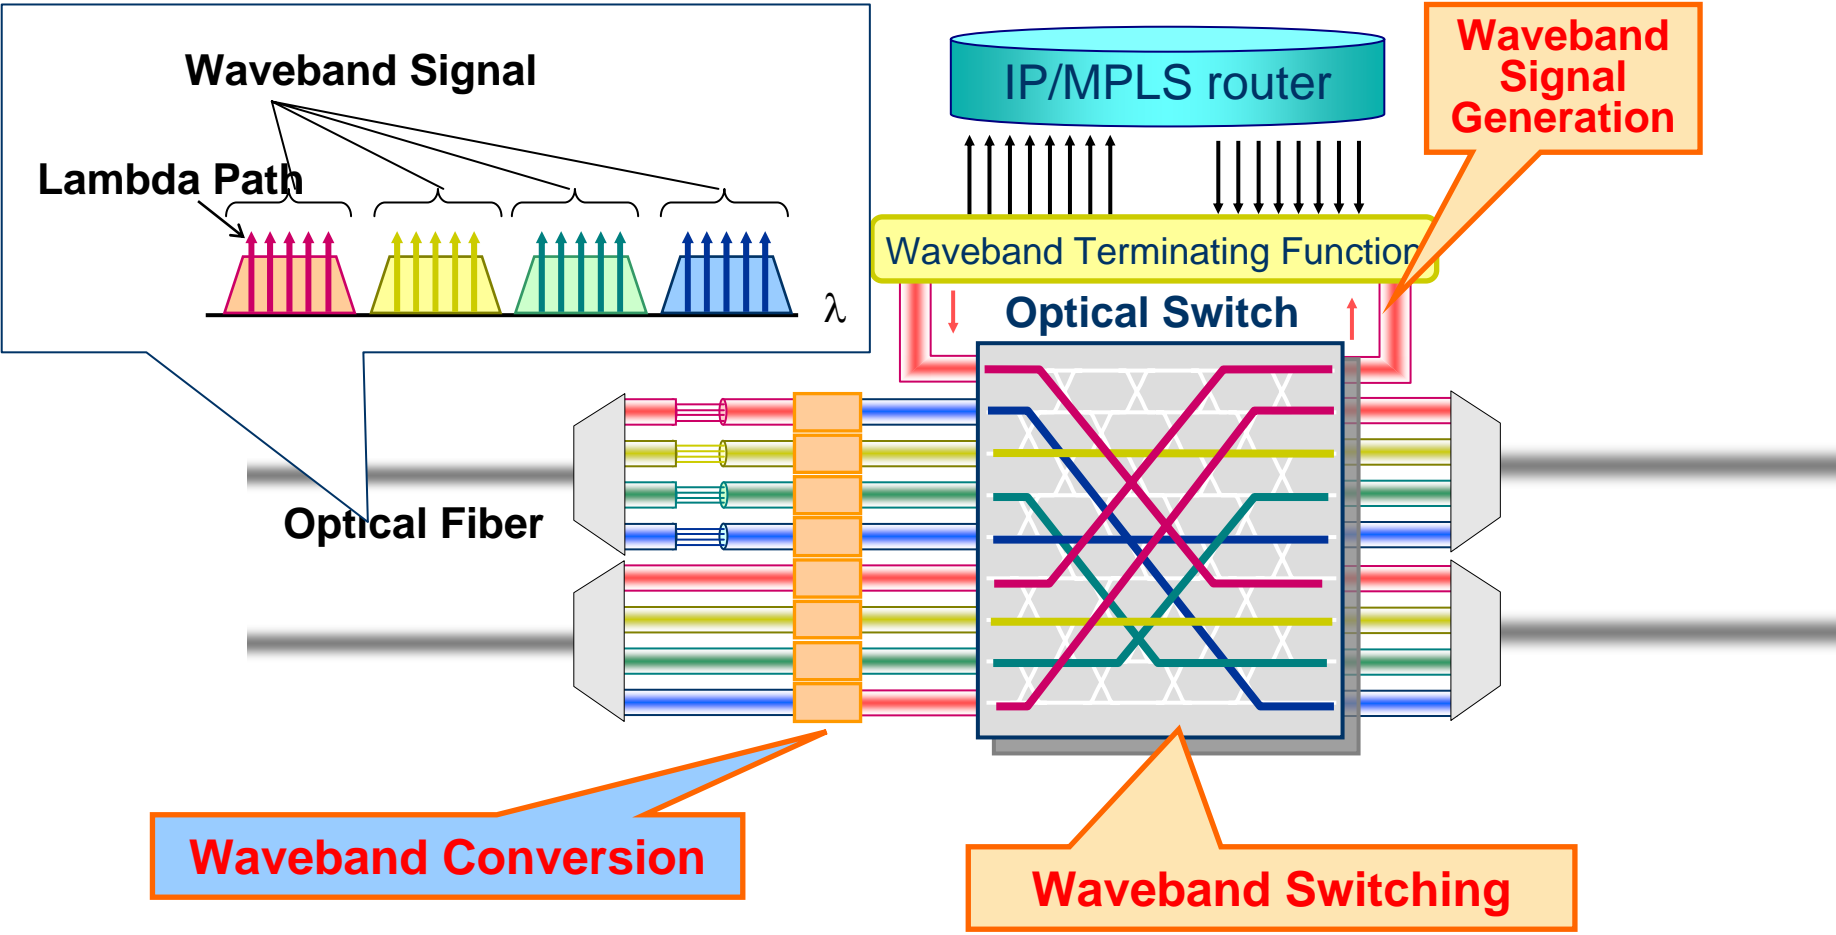 Waveband Signal
Lambda Path
λ
IP/MPLS router
Waveband
Signal
Generation
Waveband Terminating Function
Optical Switch
Optical Fiber
Waveband Conversion
Waveband Switching